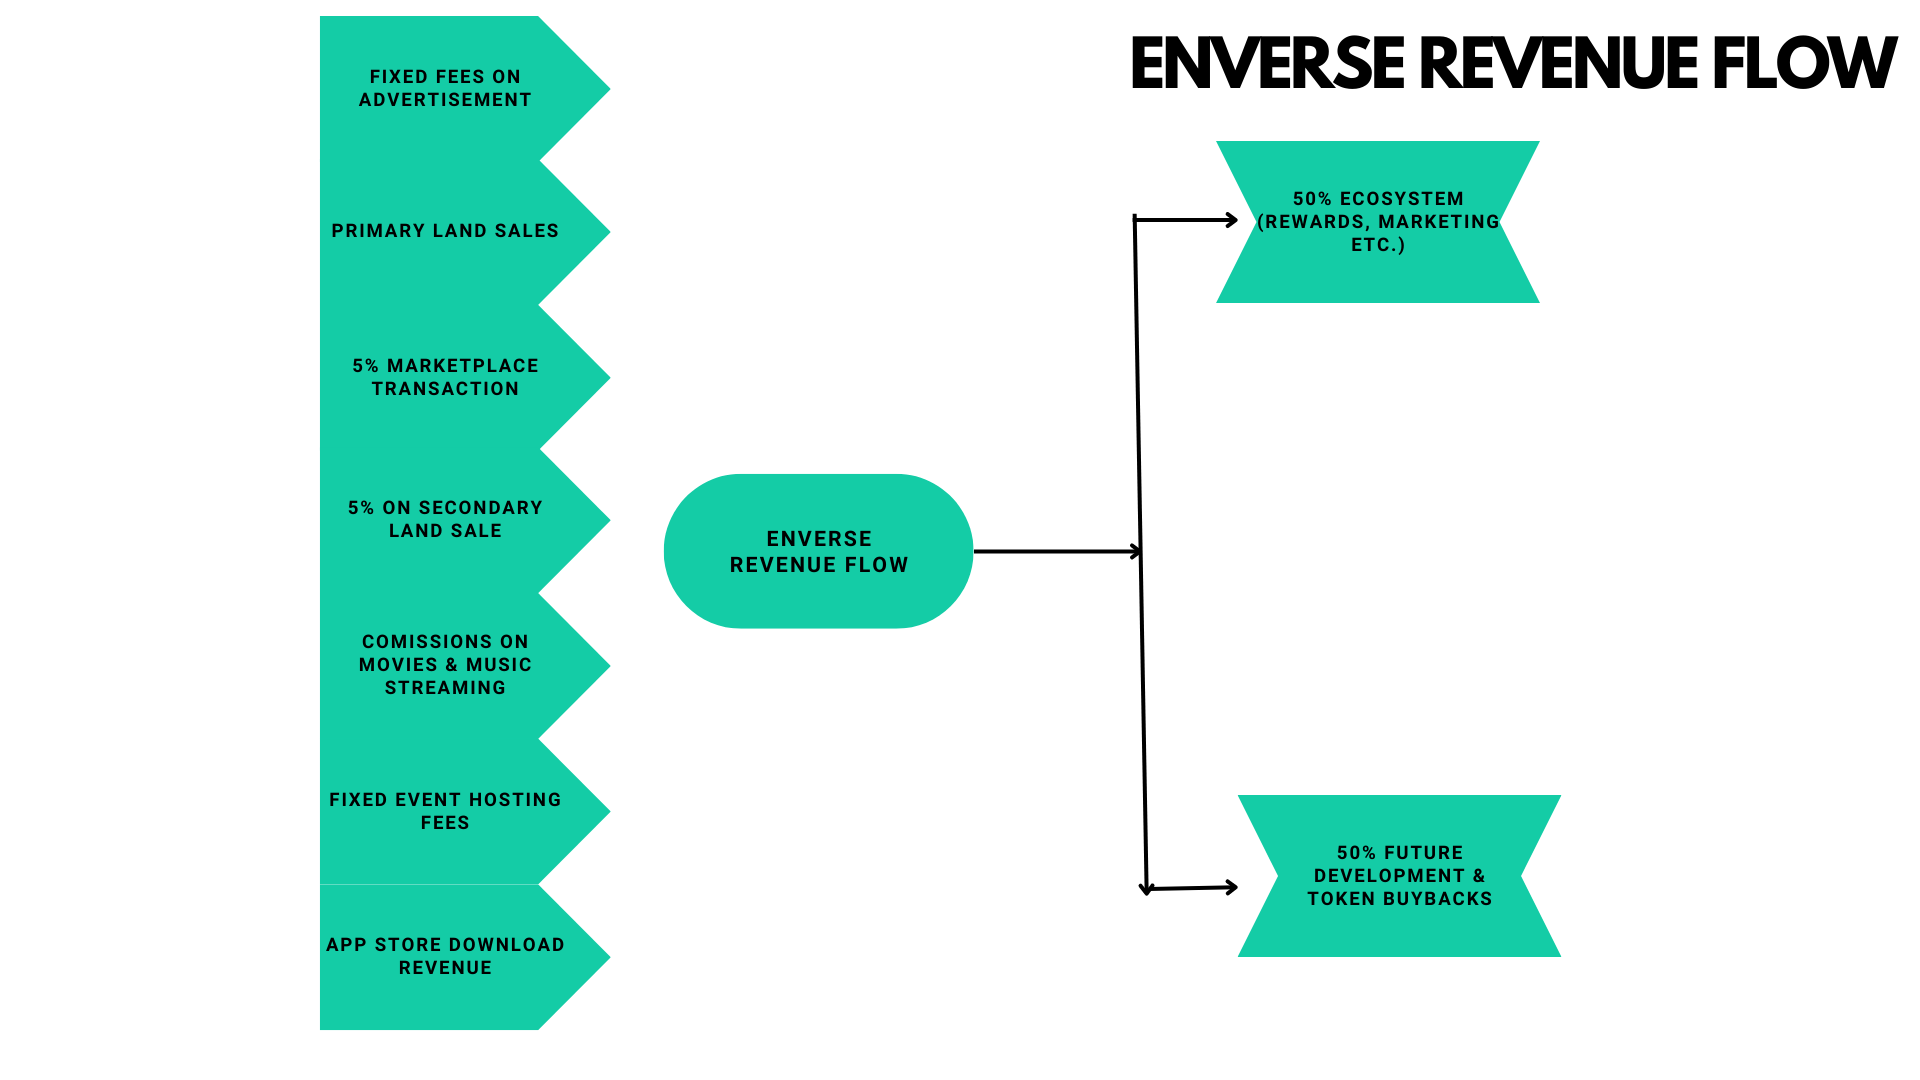 ENVERSE REVENUE FLOW
FIXED FEES ON
ADVERTISEMENT
PRIMARY LAND SALES
5% MARKETPLACE
TRANSACTION
5% ON SECONDARY
LAND SALE
COMISSIONS ON
MOVIES & MUSIC
STREAMING
FIXED EVENT HOSTING
FEES
APP STORE DOWNLOAD
REVENUE
ENVERSE
REVENUE FLOW
50% ECOSYSTEM
(REWARDS, MARKETING
ETC.)
50% FUTURE
DEVELOPMENT &
TOKEN BUYBACKS